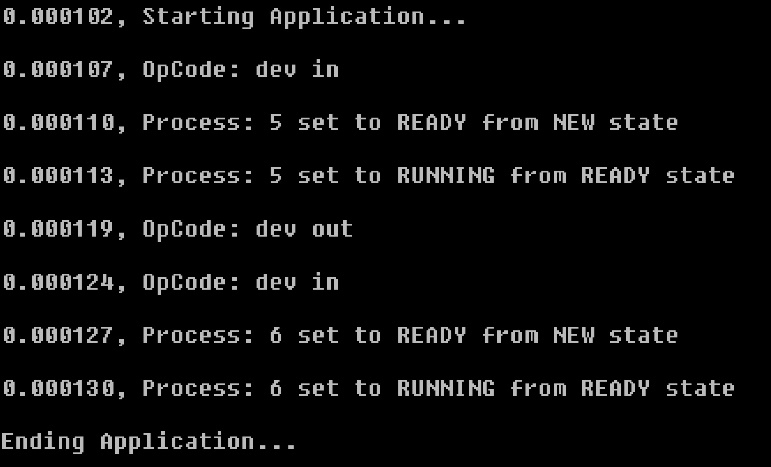 0.000102, Starting Application...
0.000107, OpCode: dev in
0.000110, Process: 5 set to READY from NEW state
0.000113, Process: 5 set to RUNNING from READY state
0.000119, OpCode: dev out
0.000124, OpCode: dev in
0.000127, Process: 6 set to READY from NEW state
0.000130, Process: 6 set to RUNNING from READY state
Ending Application...